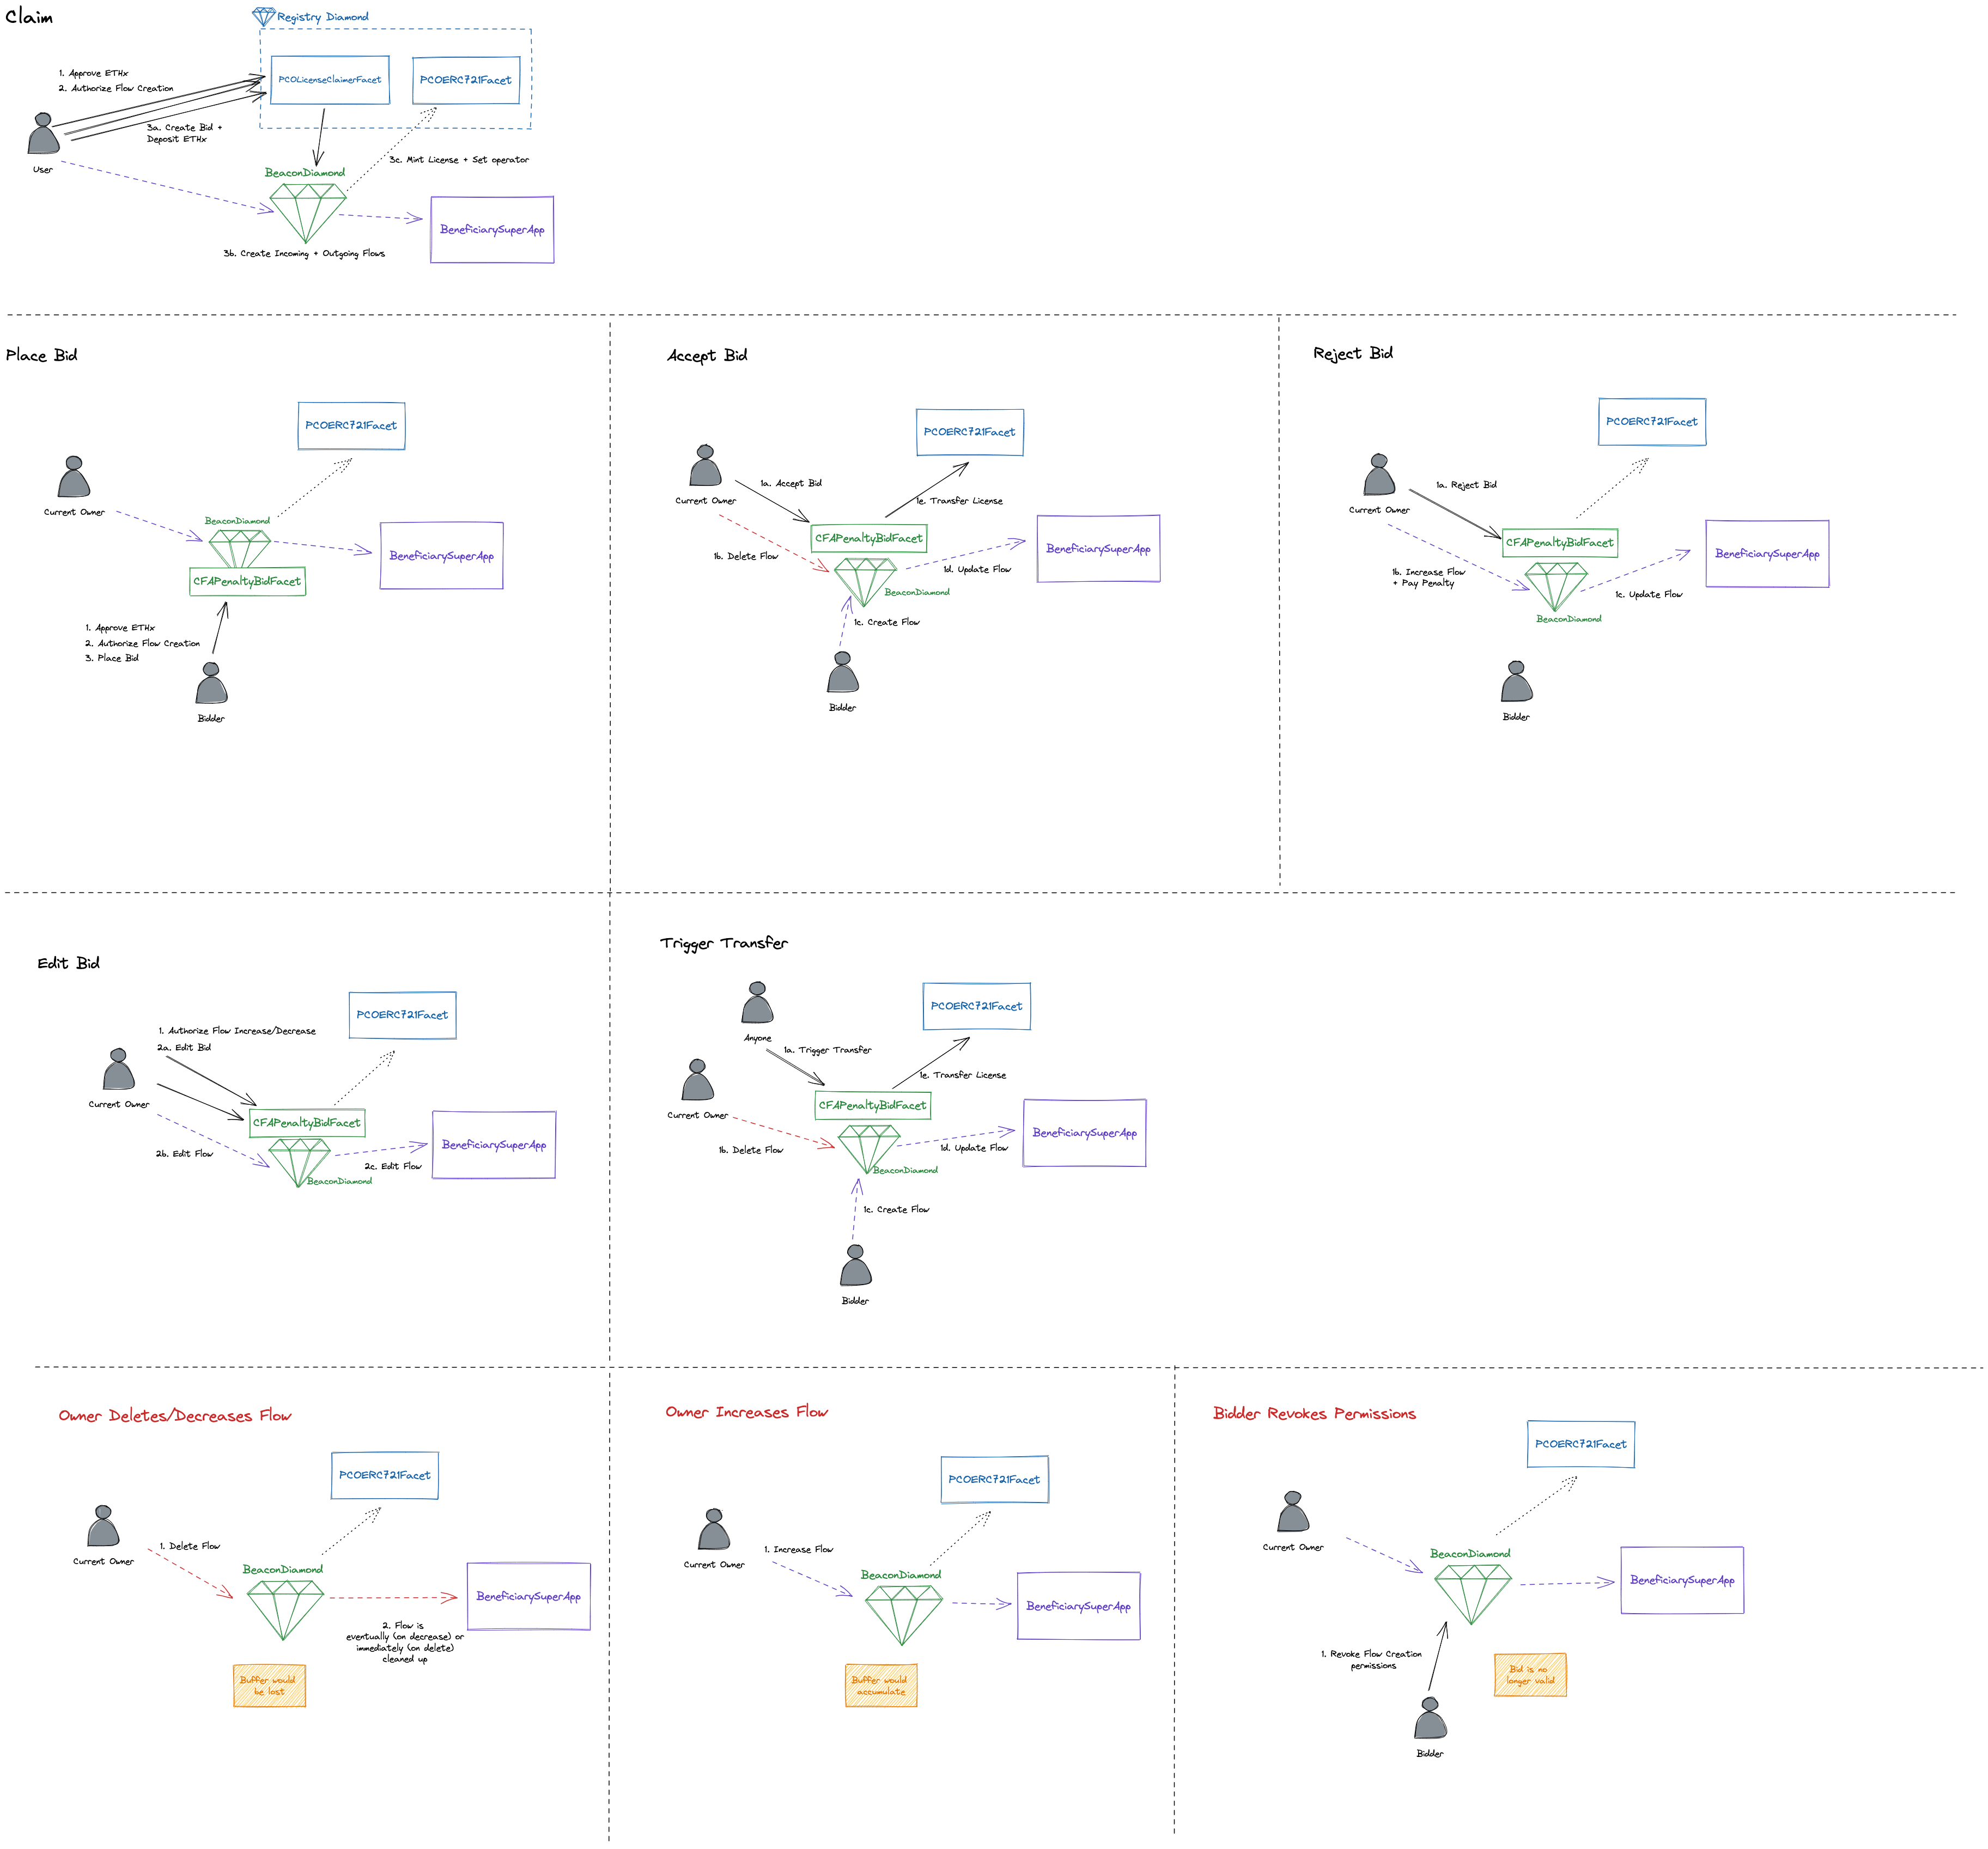 Claim
Registry Diamond
PCOLicenseClaimerFacet
PCOERC721Facet
1. Approve ETHx
2. Authorize Flow Creation
3a. Create Bid +
Deposit ETHx
User
3c. Mint License + Set operator
BeaconDiamond
BeneficiarySuperApp
3b. Create Incoming + Outgoing Flows
Place Bid
PCOERC721Facet
Current Owner
BeaconDiamond
CFAPenaltyBidFacet
BeneficiarySuperApp
1. Approve ETHx
2. Authorize Flow Creation
3. Place Bid
Bidder
Accept Bid
PCOERC721Facet
Current Owner
1a. Accept Bid
1e. Transfer License
CFAPenaltyBidFacet
1b. Delete Flow
1d. Update Flow
BeneficiarySuperApp
BeaconDiamond
1c. Create Flow
Bidder
Reject Bid
PCOERC721Facet
Current Owner
1a. Reject Bid
CFAPenaltyBidFacet
BeneficiarySuperApp
1b. Increase Flow
+ Pay Penalty
1c. Update Flow
BeaconDiamond
Bidder
Edit Bid
PCOERC721Facet
1. Authorize Flow Increase/Decrease
2a. Edit Bid
Current Owner
CFAPenaltyBidFacet
BeneficiarySuperApp
2b. Edit Flow
2c. Edit Flow
BeaconDiamond
Trigger Transfer
PCOERC721Facet
Anyone
1a. Trigger Transfer
1e. Transfer License
Current Owner
CFAPenaltyBidFacet
BeneficiarySuperApp
1b. Delete Flow
1d. Update Flow
BeaconDiamond
1c. Create Flow
Bidder
Owner Deletes/Decreases Flow
PCOERC721Facet
Current Owner
1. Delete Flow
BeaconDiamond
BeneficiarySuperApp
2. Flow is
eventually (on decrease) or
immediately (on delete)
cleaned up
Buffer would
be lost
Owner Increases Flow
PCOERC721Facet
Current Owner
1. Increase Flow
BeaconDiamond
BeneficiarySuperApp
Buffer would
accumulate
Bidder Revokes Permissions
PCOERC721Facet
Current Owner
BeaconDiamond
BeneficiarySuperApp
1. Revoke Flow Creation
permissions
Bid is no
longer valid
Bidder